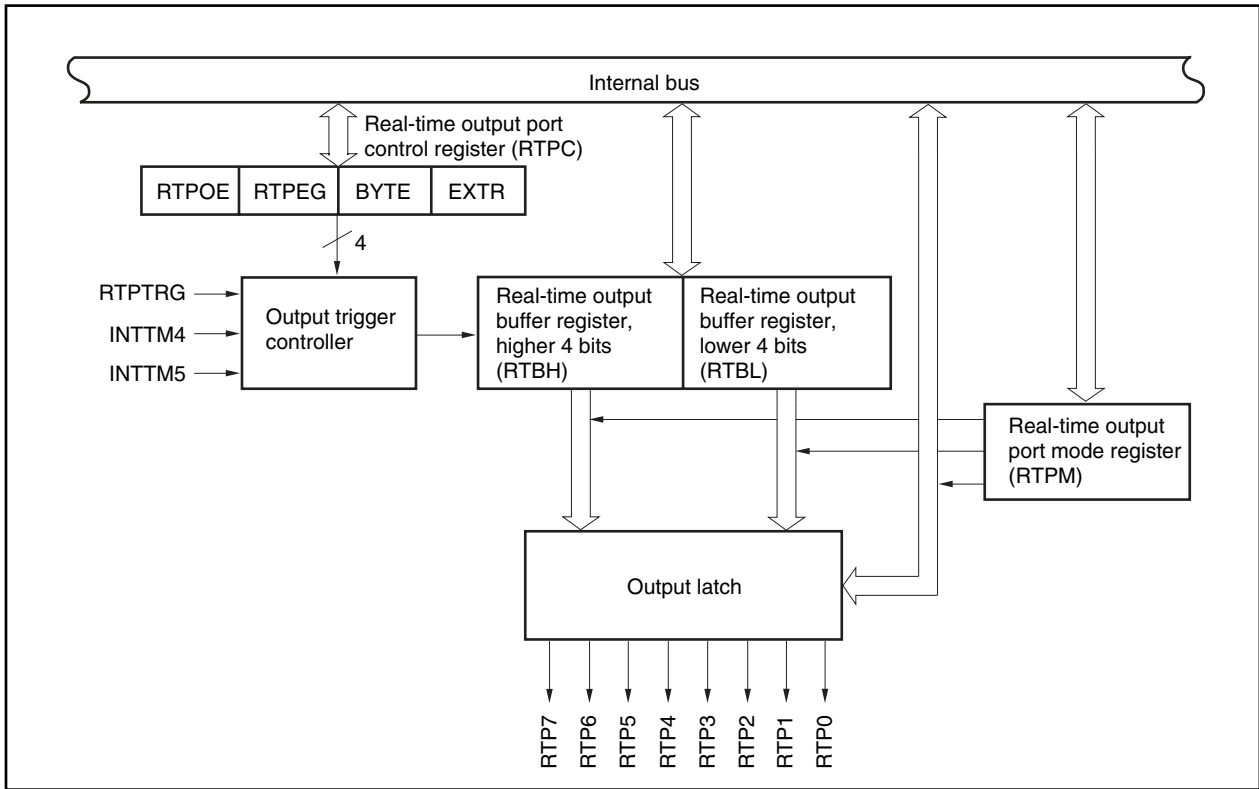 Internal bus
Real-time output port
control register (RTPC)
RTPOE RTPEG BYTE EXTR
4
RTPTRG
INTTM4
INTTM5
Output trigger
controller
Real-time output
buffer register,
higher 4 bits
(RTBH)
Real-time output
buffer register,
lower 4 bits
(RTBL)
Real-time output
port mode register
(RTPM)
Output latch
RTP7
RTP6
RTP5
RTP4
RTP3
RTP2
RTP1
RTP0